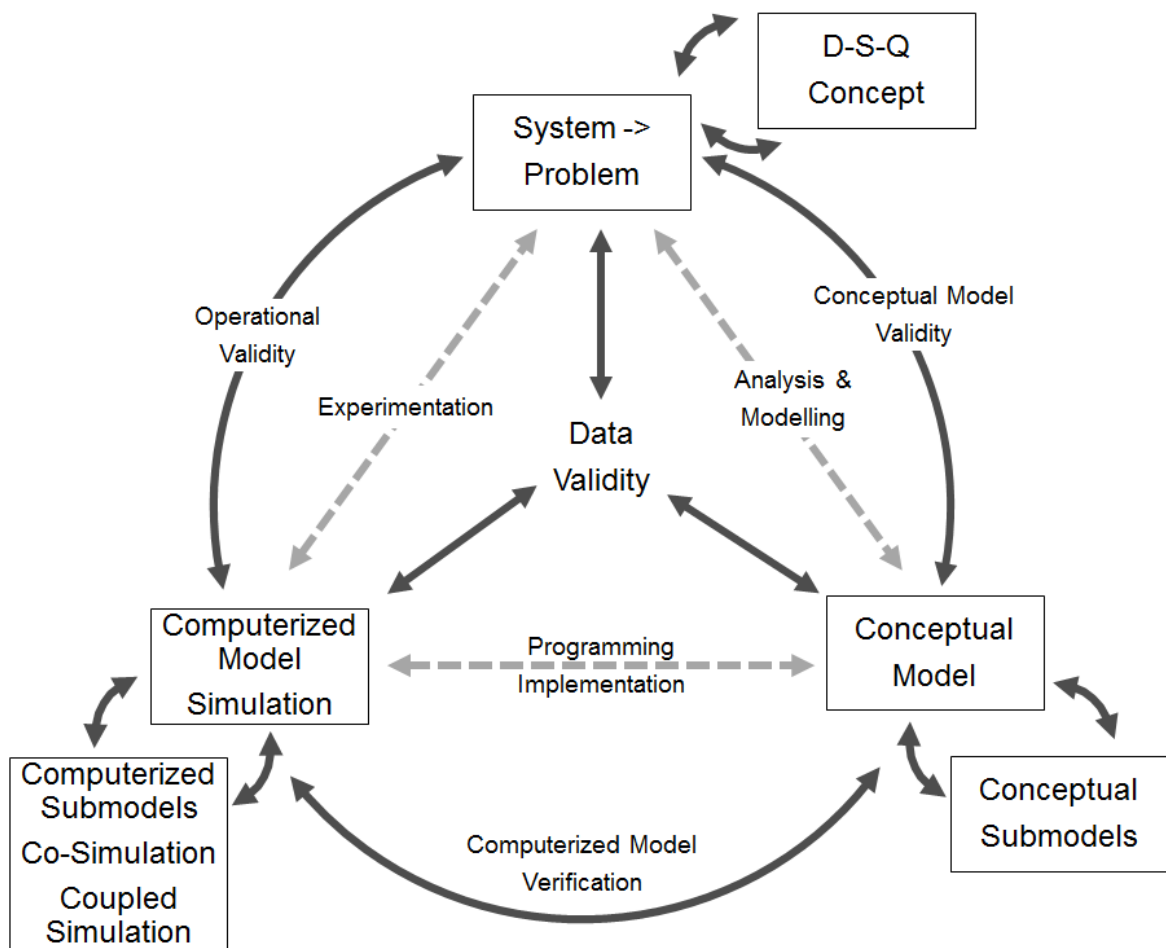 D-S-Q
Concept
System ->
Problem
Operational
Validity
Conceptual Model
Validity
Experimentation
Analysis &
Modelling
Data
Validity
Computerized
Model
Simulation
Programming
Implementation
Conceptual
Model
Computerized
Submodels
Co-Simulation
Coupled
Simulation
Computerized Model
Verification
Conceptual
Submodels